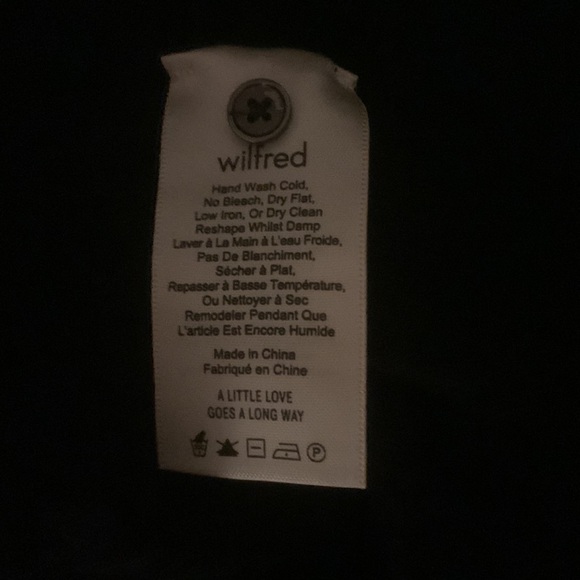 wilfred
Hand Wash Cold,
No Bleach, Dry Flat,
Low Iron, Or Dry Clean
Reshape Whilst Damp
Laver à La Main à L'eau Froide,
Pas De Blanchiment,
Sécher à Plat,
Repasser à Basse Température,
Ou Nettoyer à Sec
Remodeler Pendant Que
L'article Est Encore Humide
Made in China
Fabriqué en Chine
A LITTLE LOVE
GOES A LONG WAY
P